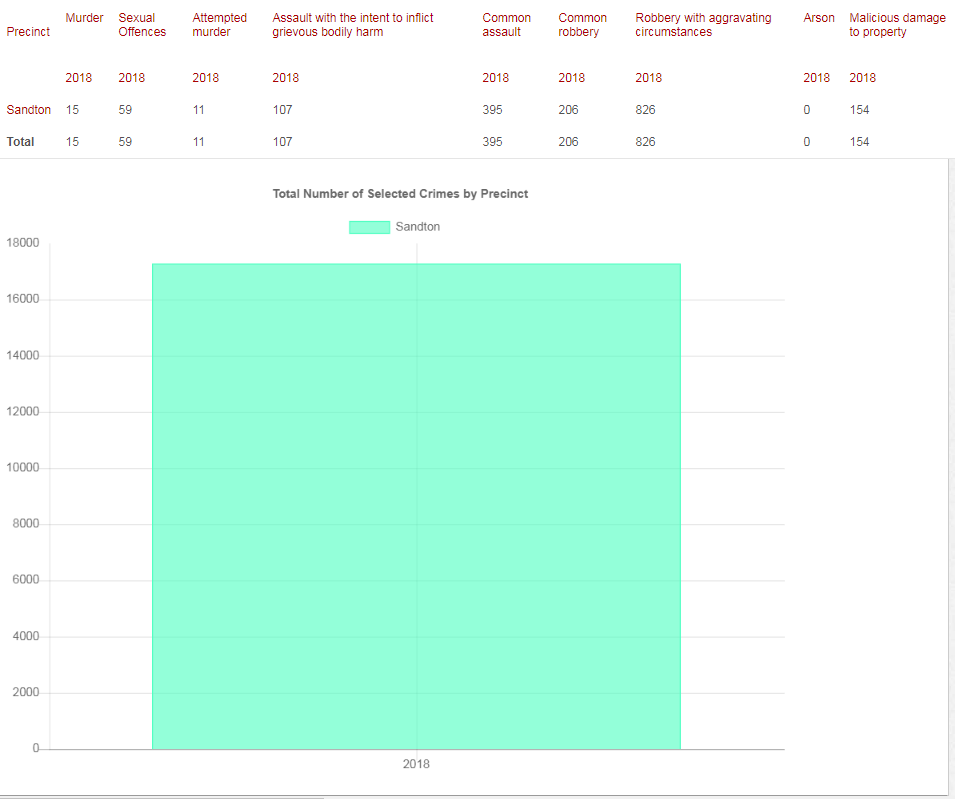 Precinct Murder Sexual Offences Attempted murder Assault with the intent to inflict grievous bodily harm Common assault Common robbery Robbery with aggravating circumstances Arson Malicious damage to property
2018 2018 2018 2018 2018 2018 2018 2018 2018
Sandton 15 59 11 107 395 206 826 0 154
Total 15 59 11 107 395 206 826 0 154
Total Number of Selected Crimes by Precinct
Sandton
18000
16000
14000
12000
10000
8000
6000
4000
2000
0
2018